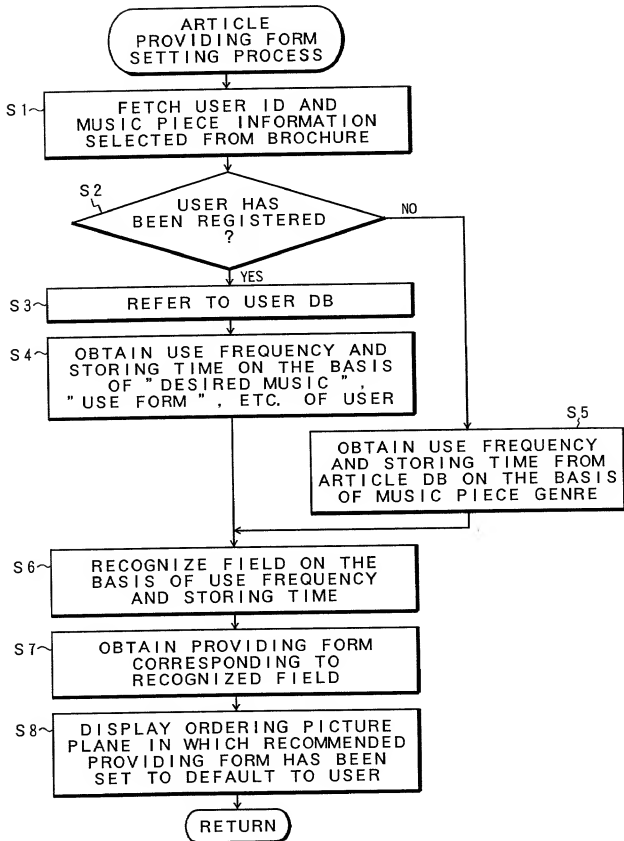 ARTICLE
PROVIDING FORM
SETTING PROCESS
S1
FETCH USER ID AND
MUSIC PIECE INFORMATION
SELECTED FROM BROCHURE
S2
USER HAS
BEEN REGISTERED
?
NO
YES
S3
REFER TO USER DB
S4
OBTAIN USE FREQUENCY AND
STORING TIME ON THE BASIS
OF " DESIRED MUSIC ",
" USE FORM ", ETC. OF USER
S5
OBTAIN USE FREQUENCY
AND STORING TIME FROM
ARTICLE DB ON THE BASIS
OF MUSIC PIECE GENRE
S6
RECOGNIZE FIELD ON THE
BASIS OF USE FREQUENCY
AND STORING TIME
S7
OBTAIN PROVIDING FORM
CORRESPONDING TO
RECOGNIZED FIELD
S8
DISPLAY ORDERING PICTURE
PLANE IN WHICH RECOMMENDED
PROVIDING FORM HAS BEEN
SET TO DEFAULT TO USER
RETURN